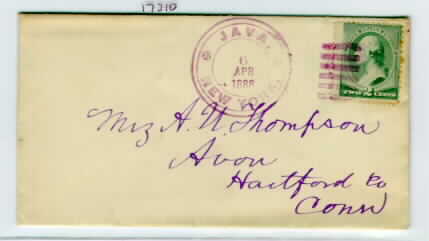 17310
JAVA,
6
APR
1888
NEW YORK.
TWO CENTS
Mrs A. N. Thompson
Avon
Hartford Co
Conn